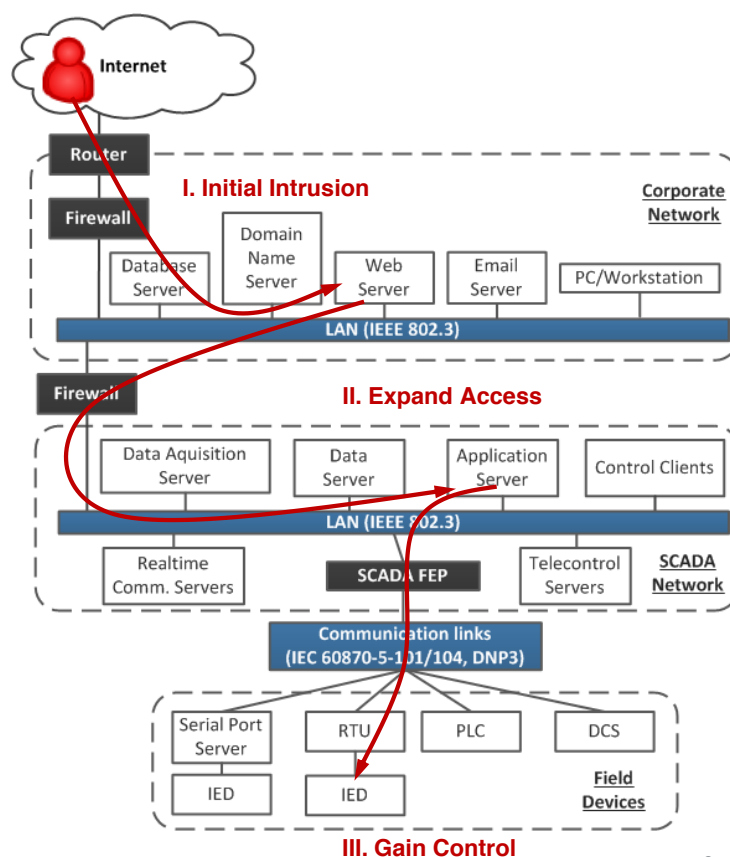 Internet
Router
I. Initial Intrusion
Corporate
Network
Firewall
Database
Server
Domain
Name
Server
Web
Server
Email
Server
PC/Workstation
LAN (IEEE 802.3)
Firewall
II. Expand Access
Data Aquisition
Server
Data
Server
Application
Server
Control Clients
LAN (IEEE 802.3)
Realtime
Comm. Servers
SCADA FEP
Telecontrol
Servers
SCADA
Network
Communication links
(IEC 60870-5-101/104, DNP3)
Serial Port
Server
RTU
PLC
DCS
IED
IED
Field
Devices
III. Gain Control